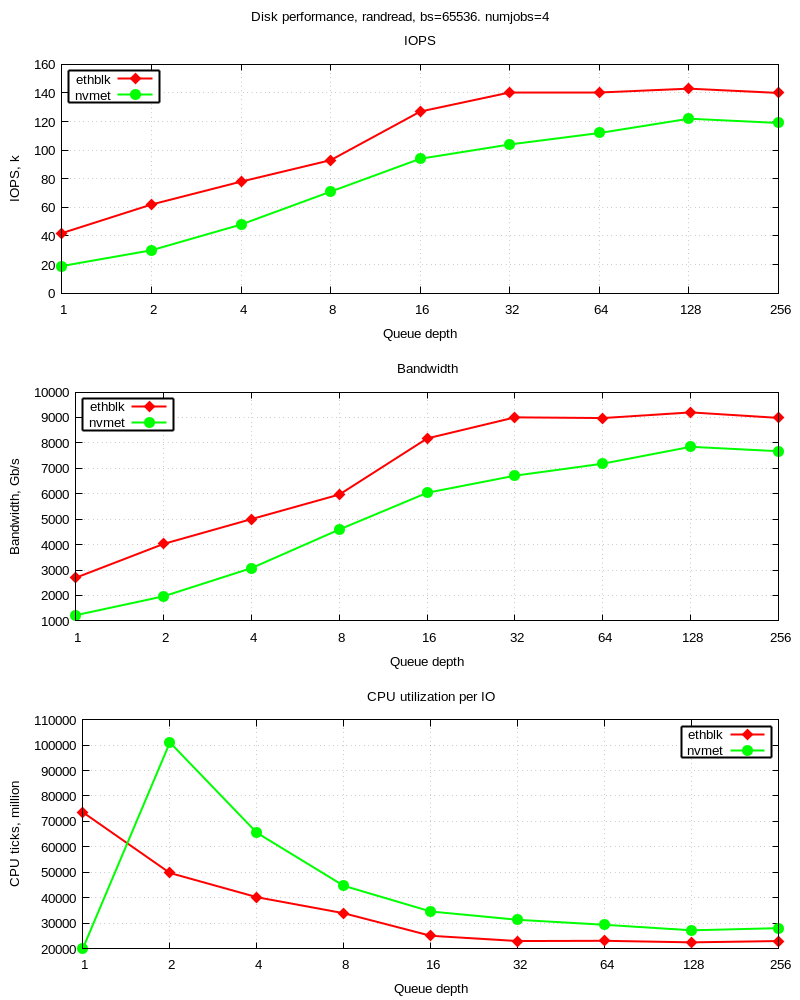 Disk performance, randread, bs=65536. numjobs=4
IOPS
160
140
120
100
80
60
40
20
0
IOPS, k
ethblk
nvmet
1 2 4 8 16 32 64 128 256
Queue depth
Bandwidth
10000
9000
8000
7000
6000
5000
4000
3000
2000
1000
Bandwidth, Gb/s
ethblk
nvmet
1 2 4 8 16 32 64 128 256
Queue depth
CPU utilization per IO
110000
100000
90000
80000
70000
60000
50000
40000
30000
20000
CPU ticks, million
ethblk
nvmet
1 2 4 8 16 32 64 128 256
Queue depth